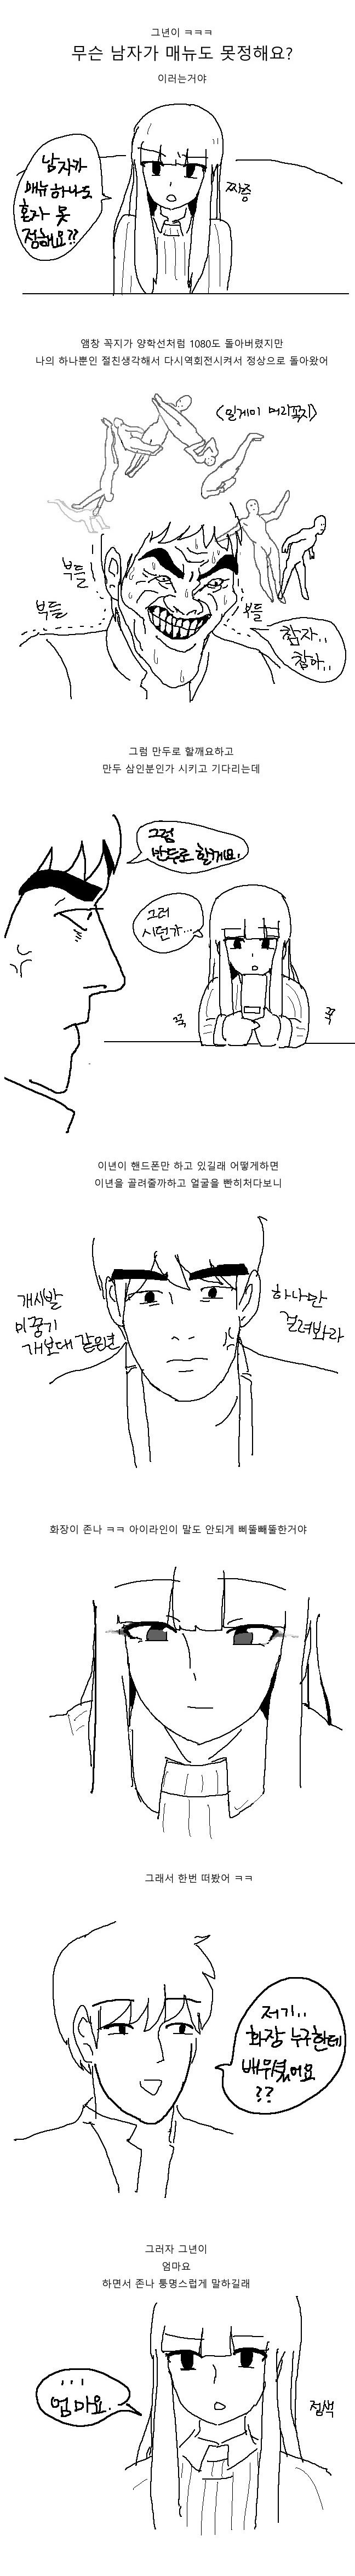 그년이 ㅋㅋㅋ
무슨 남자가 매뉴도 못정해요?
이러는거야
남자가
매뉴 하나도
혼자 못
정해요??
짜증
앰창 꼭지가 양학선처럼 1080도 돌아버렸지만
나의 하나뿐인 절친생각해서 다시역회전시켜서 정상으로 돌아왔어
(일게이 머리꼭지)
부들
부들
부들
참자..
참아..
그럼 만두로 할깨요하고
만두 삼인분인가 시키고 기다리는데
그럼
만두로 할게요.
그러
시던가...
꾹
꾹
이년이 핸드폰만 하고 있길래 어떻게하면
이년을 골려줄까하고 얼굴을 빤히처다보니
개씨발
미꿍기
개보대 같은년
하나만
걸려봐라
화장이 존나 ㅋㅋ 아이라인이 말도 안되게 삐뚤빼뚤한거야
그래서 한번 떠봤어 ㅋㅋ
저기..
화장 누구한테
배우셨어요
??
그러자 그년이
엄마요
하면서 존나 퉁명스럽게 말하길래
...
엄마요.
정색